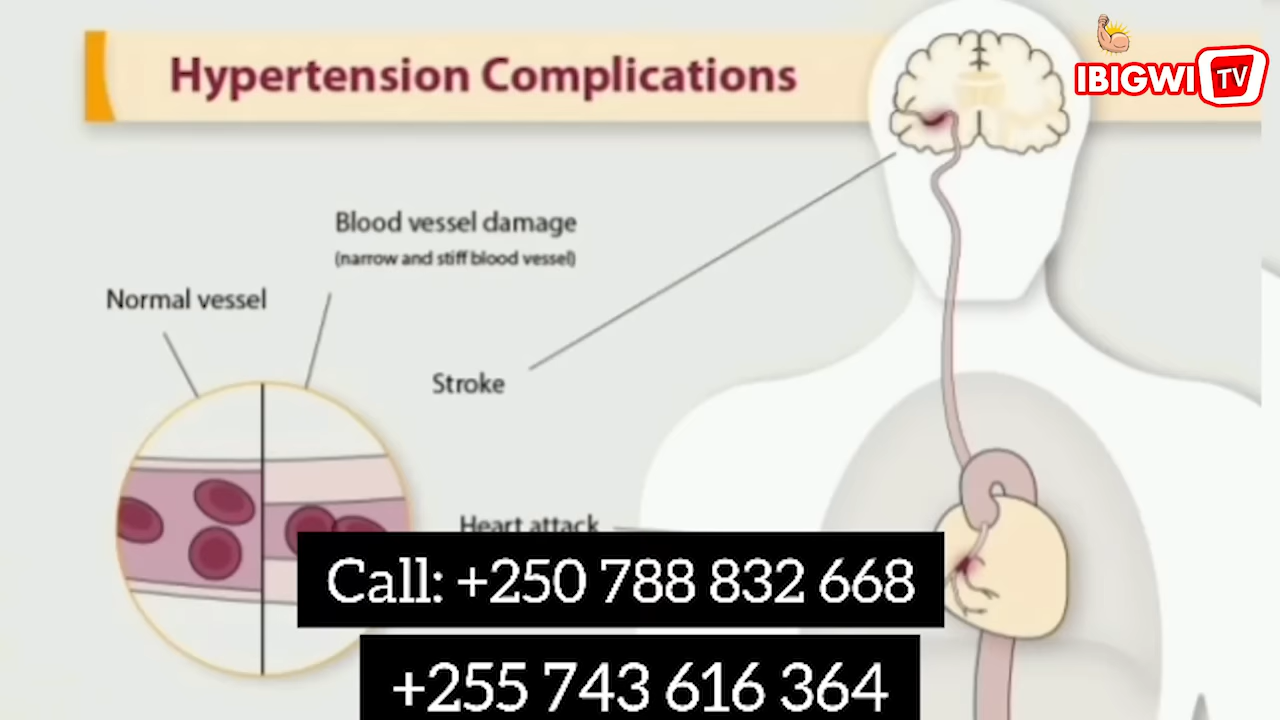 Hypertension Complications
IBIGWI TV
Blood vessel damage
(narrow and stiff blood vessel)
Normal vessel
Stroke
Heart attack
Call: +250 788 832 668
+255 743 616 364